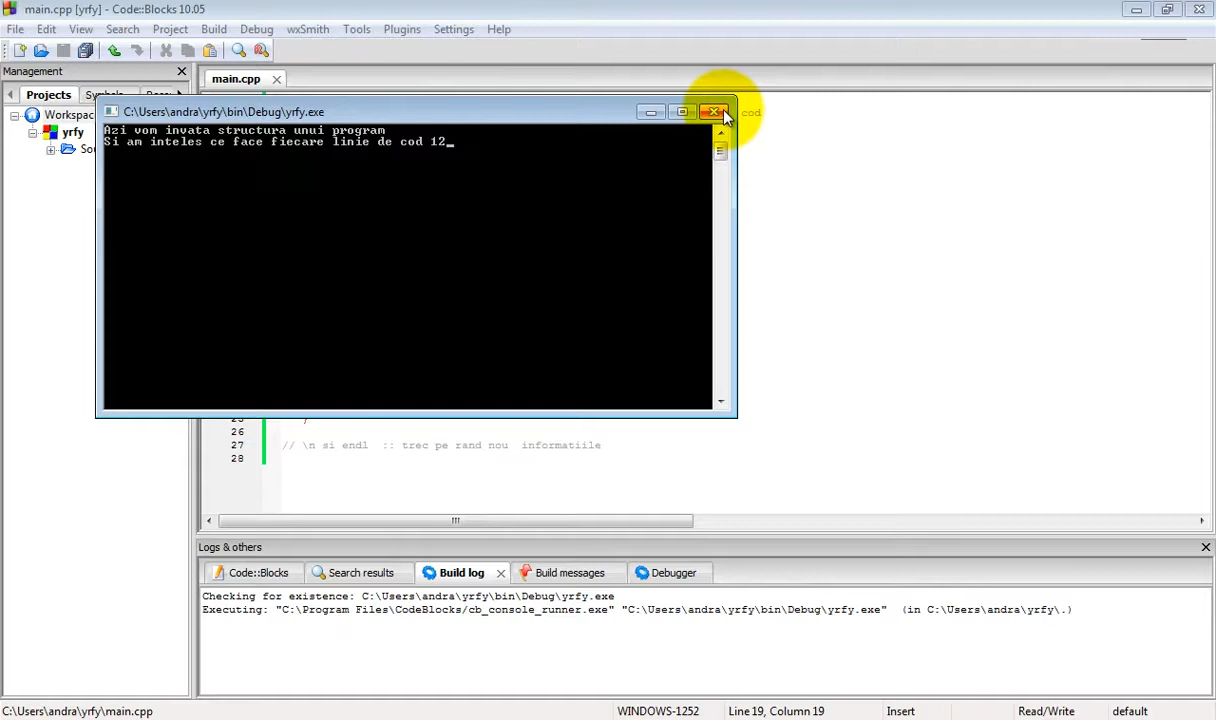 main.cpp [yrfy] - Code::Blocks 10.05
File Edit View Search Project Build Debug wxSmith Tools Plugins Settings Help
Management
main.cpp
Projects
C:\Users\andra\yrfy\bin\Debug\yrfy.exe
cod
Workspac
Azi vom invata structura unui program
yrfy
Si am inteles ce face fiecare linie de cod 12_
Sou
26
27 // \n si endl :: trec pe rand nou informatiile
28
Logs & others
Code::Blocks Search results Build log Build messages Debugger
Checking for existence: C:\Users\andra\yrfy\bin\Debug\yrfy.exe
Executing: "C:\Program Files\CodeBlocks/cb_console_runner.exe" "C:\Users\andra\yrfy\bin\Debug\yrfy.exe" (in C:\Users\andra\yrfy\.)
C:\Users\andra\yrfy\main.cpp WINDOWS-1252 Line 19, Column 19 Insert Read/Write default